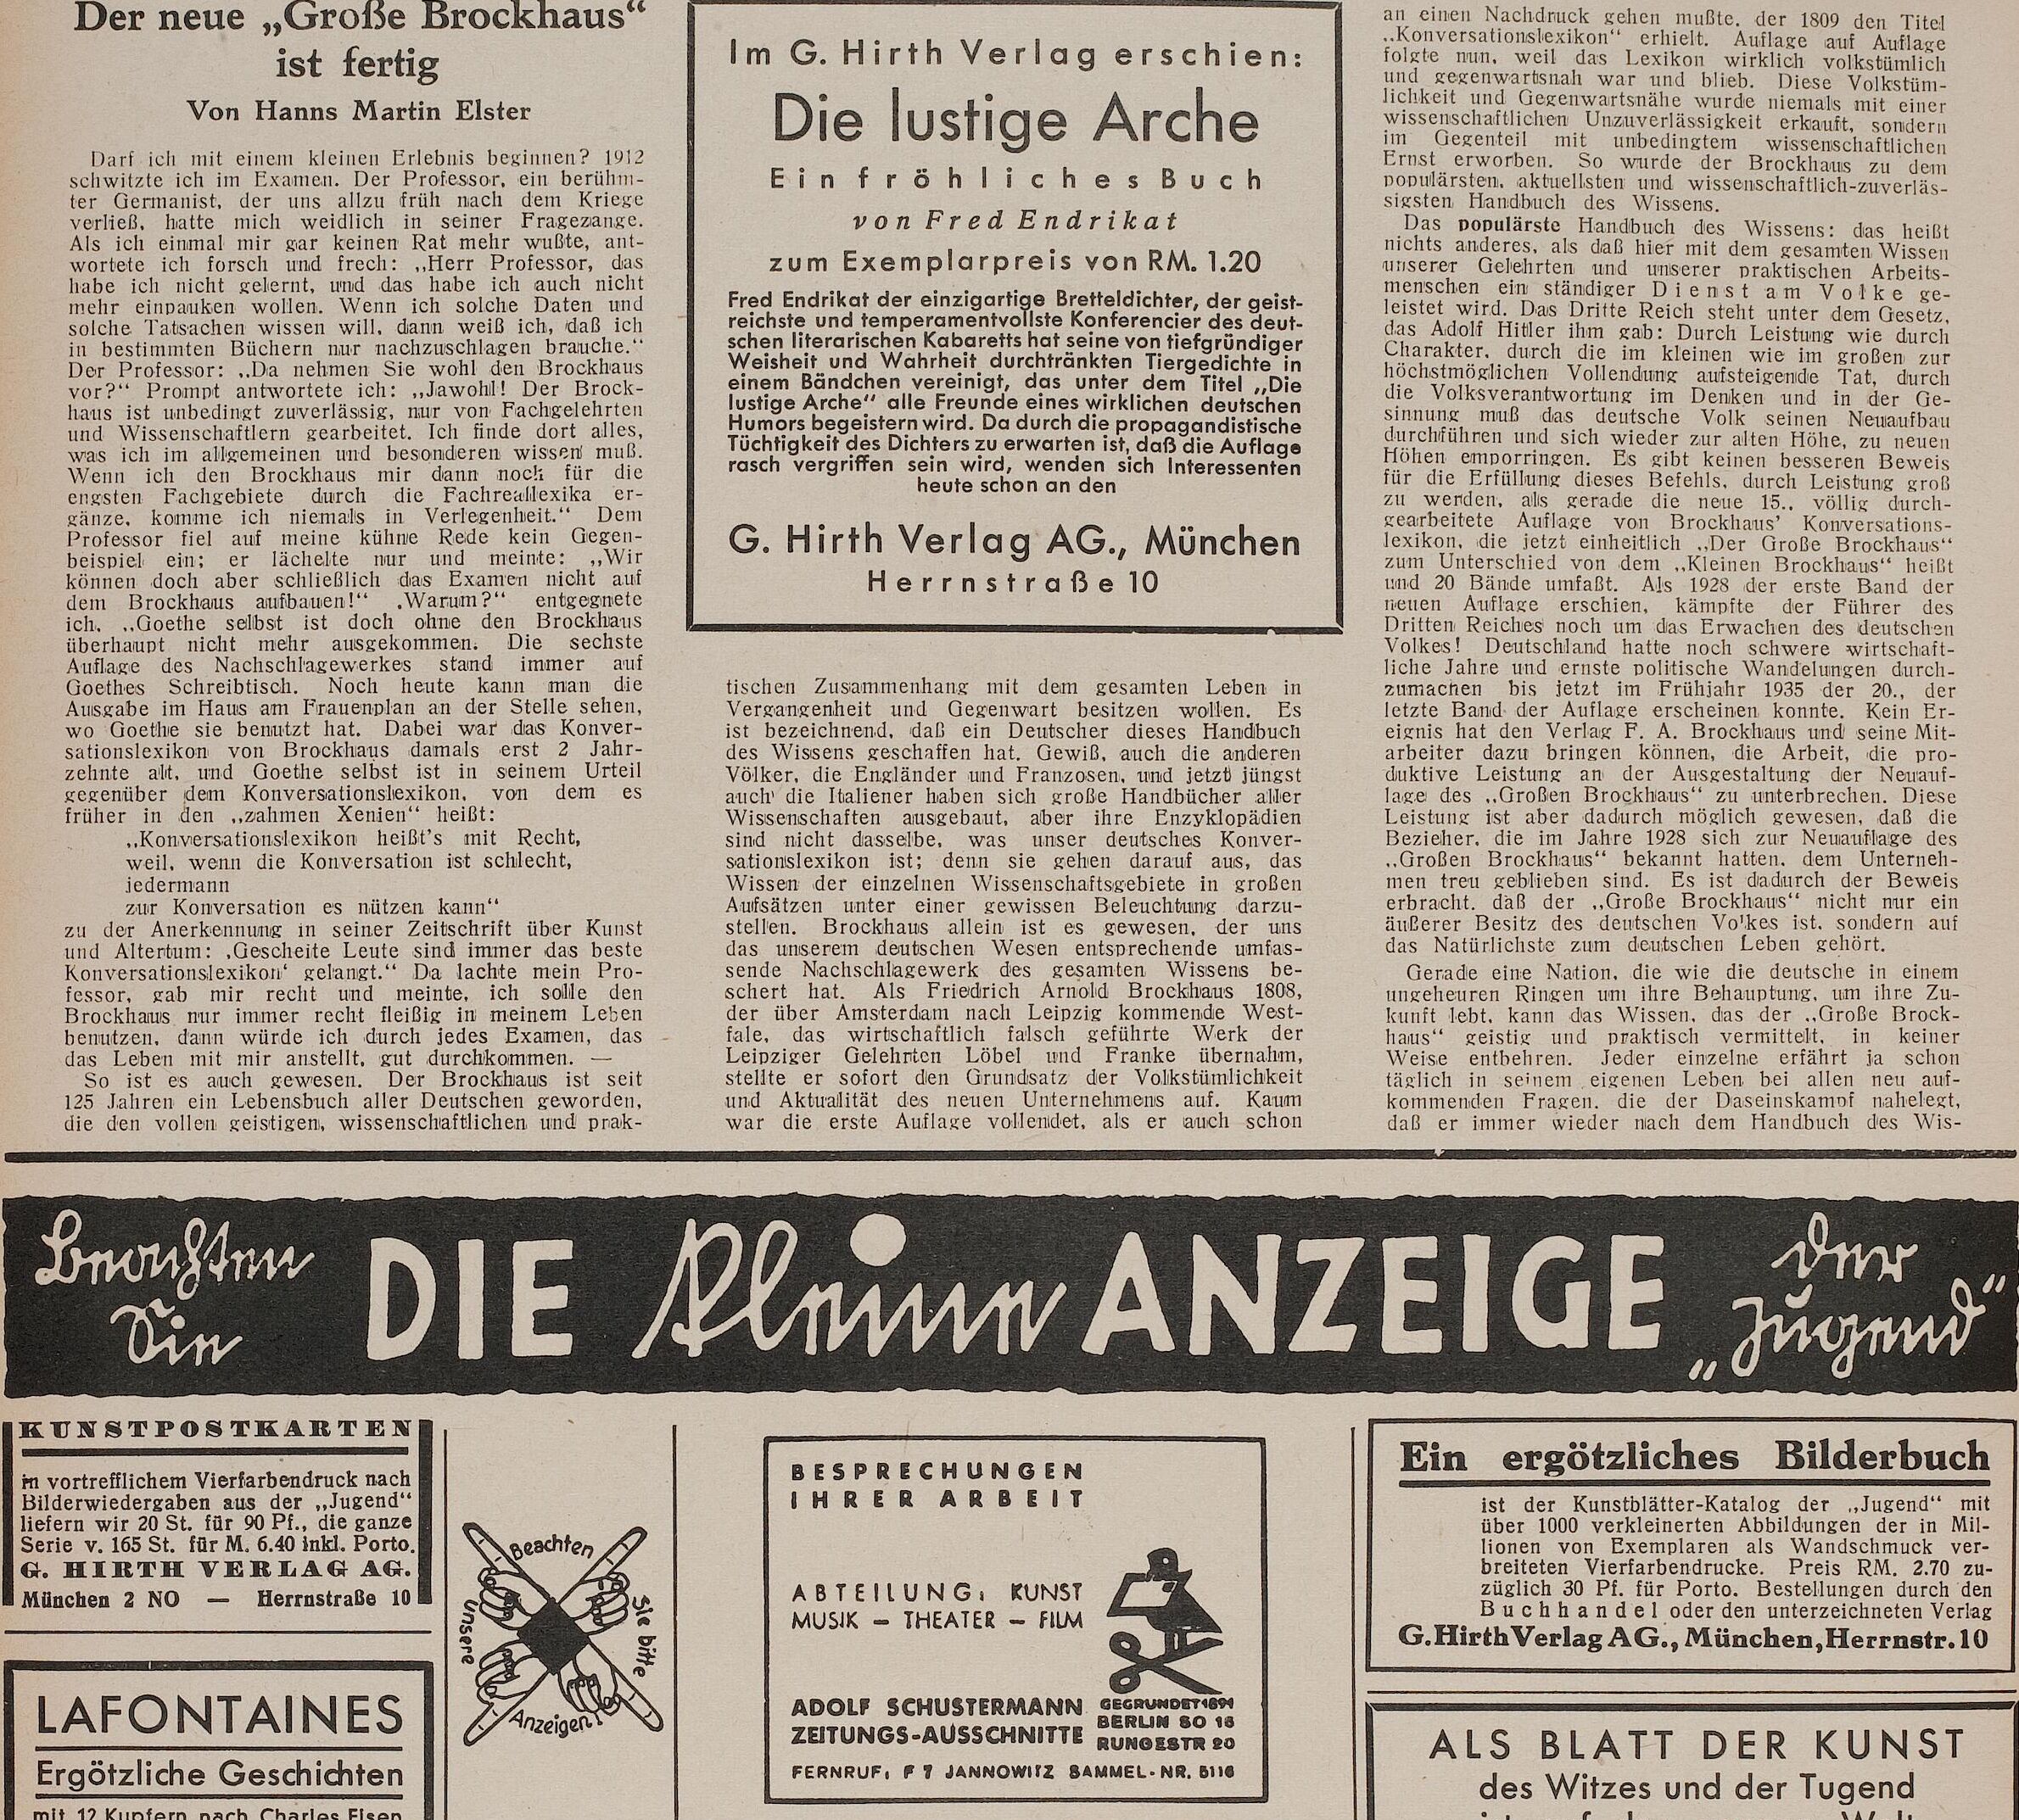 Der neue „Große Brockhaus“
ist fertig
Von Hanns Martin Elster
Darf ich mit einem kleinen Erlebnis beginnen? 1912
schwitzte ich im Examen. Der Professor, ein berühm-
ter Germanist, der uns allzu früh nach dem Kriege
verließ, hatte mich weidlich in seiner Fragezange.
Als ich einmal mir gar keinen Rat mehr wußte, ant-
wortete ich forsch und frech: „Herr Professor, das
habe ich nicht gelernt, und das habe ich auch nicht
mehr einpauken wollen. Wenn ich solche Daten und
solche Tatsachen wissen will, dann weiß ich, daß ich
in bestimmten Büchern nur nachzuschlagen brauche.“
Der Professor: „Da nehmen Sie wohl den Brockhaus
vor?“ Prompt antwortete ich: „Jawohl! Der Brock-
haus ist unbedingt zuverlässig, nur von Fachgelehrten
und Wissenschaftlern gearbeitet. Ich finde dort alles,
was ich im allgemeinen und besonderen wissen muß.
Wenn ich den Brockhaus mir dann noch für die
engsten Fachgebiete durch die Fachreallexika er-
gänze, komme ich niemals in Verlegenheit.“ Dem
Professor fiel auf meine kühne Rede kein Gegen-
beispiel ein; er lächelte nur und meinte: „Wir
können doch aber schließlich das Examen nicht auf
dem Brockhaus aufbauen!“ „Warum?“ entgegnete
ich, „Goethe selbst ist doch ohne den Brockhaus
überhaupt nicht mehr ausgekommen. Die sechste
Auflage des Nachschlagewerkes stand immer auf
Goethes Schreibtisch. Noch heute kann man die
Ausgabe im Haus am Frauenplan an der Stelle sehen,
wo Goethe sie benutzt hat. Dabei war das Konver-
sationslexikon von Brockhaus damals erst 2 Jahr-
zehnte alt, und Goethe selbst ist in seinem Urteil
gegenüber dem Konversationslexikon, von dem es
früher in den „zahmen Xenien“ heißt:
„Konversationslexikon heißt's mit Recht,
weil, wenn die Konversation ist schlecht,
jedermann
zur Konversation es nützen kann“
zu der Anerkennung in seiner Zeitschrift über Kunst
und Altertum: ‚Gescheite Leute sind immer das beste
Konversationslexikon‘ gelangt.“ Da lachte mein Pro-
fessor, gab mir recht und meinte, ich solle den
Brockhaus nur immer recht fleißig in meinem Leben
benutzen, dann würde ich durch jedes Examen, das
das Leben mit mir anstellt, gut durchkommen. —
So ist es auch gewesen. Der Brockhaus ist seit
125 Jahren ein Lebensbuch aller Deutschen geworden,
die den vollen geistigen, wissenschaftlichen und prak-
Im G. Hirth Verlag erschien:
Die lustige Arche
Ein fröhliches Buch
von Fred Endrikat
zum Exemplarpreis von RM. 1.20
Fred Endrikat der einzigartige Bretteldichter, der geist-
reichste und temperamentvollste Konferencier des deut-
schen literarischen Kabaretts hat seine von tiefgründiger
Weisheit und Wahrheit durchtränkten Tiergedichte in
einem Bändchen vereinigt, das unter dem Titel „Die
lustige Arche“ alle Freunde eines wirklichen deutschen
Humors begeistern wird. Da durch die propagandistische
Tüchtigkeit des Dichters zu erwarten ist, daß die Auflage
rasch vergriffen sein wird, wenden sich Interessenten
heute schon an den
G. Hirth Verlag AG., München
Herrnstraße 10
tischen Zusammenhang mit dem gesamten Leben in
Vergangenheit und Gegenwart besitzen wollen. Es
ist bezeichnend, daß ein Deutscher dieses Handbuch
des Wissens geschaffen hat. Gewiß, auch die anderen
Völker, die Engländer und Franzosen, und jetzt jüngst
auch die Italiener haben sich große Handbücher aller
Wissenschaften ausgebaut, aber ihre Enzyklopädien
sind nicht dasselbe, was unser deutsches Konver-
sationslexikon ist; denn sie gehen darauf aus, das
Wissen der einzelnen Wissenschaftsgebiete in großen
Aufsätzen unter einer gewissen Beleuchtung darzu-
stellen. Brockhaus allein ist es gewesen, der uns
das unserem deutschen Wesen entsprechende umfas-
sende Nachschlagewerk des gesamten Wissens be-
schert hat. Als Friedrich Arnold Brockhaus 1808,
der über Amsterdam nach Leipzig kommende West-
fale, das wirtschaftlich falsch geführte Werk der
Leipziger Gelehrten Löbel und Franke übernahm,
stellte er sofort den Grundsatz der Volkstümlichkeit
und Aktualität des neuen Unternehmens auf. Kaum
war die erste Auflage vollendet, als er auch schon
an einen Nachdruck gehen mußte, der 1809 den Titel
„Konversationslexikon“ erhielt. Auflage auf Auflage
folgte nun, weil das Lexikon wirklich volkstümlich
und gegenwartsnah war und blieb. Diese Volkstüm-
lichkeit und Gegenwartsnähe wurde niemals mit einer
wissenschaftlichen Unzuverlässigkeit erkauft, sondern
im Gegenteil mit unbedingtem wissenschaftlichen
Ernst erworben. So wurde der Brockhaus zu dem
populärsten, aktuellsten und wissenschaftlich-zuverläs-
sigsten Handbuch des Wissens.
Das populärste Handbuch des Wissens: das heißt
nichts anderes, als daß hier mit dem gesamten Wissen
unserer Gelehrten und unserer praktischen Arbeits-
menschen ein ständiger Dienst am Volke ge-
leistet wird. Das Dritte Reich steht unter dem Gesetz,
das Adolf Hitler ihm gab: Durch Leistung wie durch
Charakter, durch die im kleinen wie im großen zur
höchstmöglichen Vollendung aufsteigende Tat, durch
die Volksverantwortung im Denken und in der Ge-
sinnung muß das deutsche Volk seinen Neuaufbau
durchführen und sich wieder zur alten Höhe, zu neuen
Höhen emporringen. Es gibt keinen besseren Beweis
für die Erfüllung dieses Befehls, durch Leistung groß
zu werden, als gerade die neue 15., völlig durch-
gearbeitete Auflage von Brockhaus' Konversations-
lexikon, die jetzt einheitlich „Der Große Brockhaus“
zum Unterschied von dem „Kleinen Brockhaus“ heißt
und 20 Bände umfaßt. Als 1928 der erste Band der
neuen Auflage erschien, kämpfte der Führer des
Dritten Reiches noch um das Erwachen des deutschen
Volkes! Deutschland hatte noch schwere wirtschaft-
liche Jahre und ernste politische Wandelungen durch-
zumachen bis jetzt im Frühjahr 1935 der 20., der
letzte Band der Auflage erscheinen konnte. Kein Er-
eignis hat den Verlag F. A. Brockhaus und seine Mit-
arbeiter dazu bringen können, die Arbeit, die pro-
duktive Leistung an der Ausgestaltung der Neuauf-
lage des „Großen Brockhaus“ zu unterbrechen. Diese
Leistung ist aber dadurch möglich gewesen, daß die
Bezieher, die im Jahre 1928 sich zur Neuauflage des
„Großen Brockhaus“ bekannt hatten, dem Unterneh-
men treu geblieben sind. Es ist dadurch der Beweis
erbracht, daß der „Große Brockhaus“ nicht nur ein
äußerer Besitz des deutschen Volkes ist, sondern auf
das Natürlichste zum deutschen Leben gehört.
Gerade eine Nation, die wie die deutsche in einem
ungeheuren Ringen um ihre Behauptung, um ihre Zu-
kunft lebt, kann das Wissen, das der „Große Brock-
haus“ geistig und praktisch vermittelt, in keiner
Weise entbehren. Jeder einzelne erfährt ja schon
täglich in seinem eigenen Leben bei allen neu auf-
kommenden Fragen, die der Daseinskampf nahelegt,
daß er immer wieder nach dem Handbuch des Wis-
Beachten Sie DIE kleine ANZEIGE der „Jugend“
KUNSTPOSTKARTEN
in vortrefflichem Vierfarbendruck nach
Bilderwiedergaben aus der „Jugend“
liefern wir 20 St. für 90 Pf., die ganze
Serie v. 165 St. für M. 6.40 inkl. Porto.
G. HIRTH VERLAG AG.
München 2 NO — Herrnstraße 10
LAFONTAINES
Ergötzliche Geschichten
mit 12 Kupfern nach Charles Eisen
Beachten
Sie bitte
unsere
Anzeigen!
BESPRECHUNGEN
IHRER ARBEIT
ABTEILUNG: KUNST
MUSIK – THEATER – FILM
ADOLF SCHUSTERMANN
ZEITUNGS-AUSSCHNITTE
GEGRÜNDET 1891
BERLIN SO 16
RUNGESTR 20
FERNRUF: F 7 JANNOWITZ SAMMEL-NR. 5116
Ein ergötzliches Bilderbuch
ist der Kunstblätter-Katalog der „Jugend“ mit
über 1000 verkleinerten Abbildungen der in Mil-
lionen von Exemplaren als Wandschmuck ver-
breiteten Vierfarbendrucke. Preis RM. 2.70 zu-
züglich 30 Pf. für Porto. Bestellungen durch den
Buchhandel oder den unterzeichneten Verlag
G. Hirth Verlag AG., München, Herrnstr. 10
ALS BLATT DER KUNST
des Witzes und der Tugend